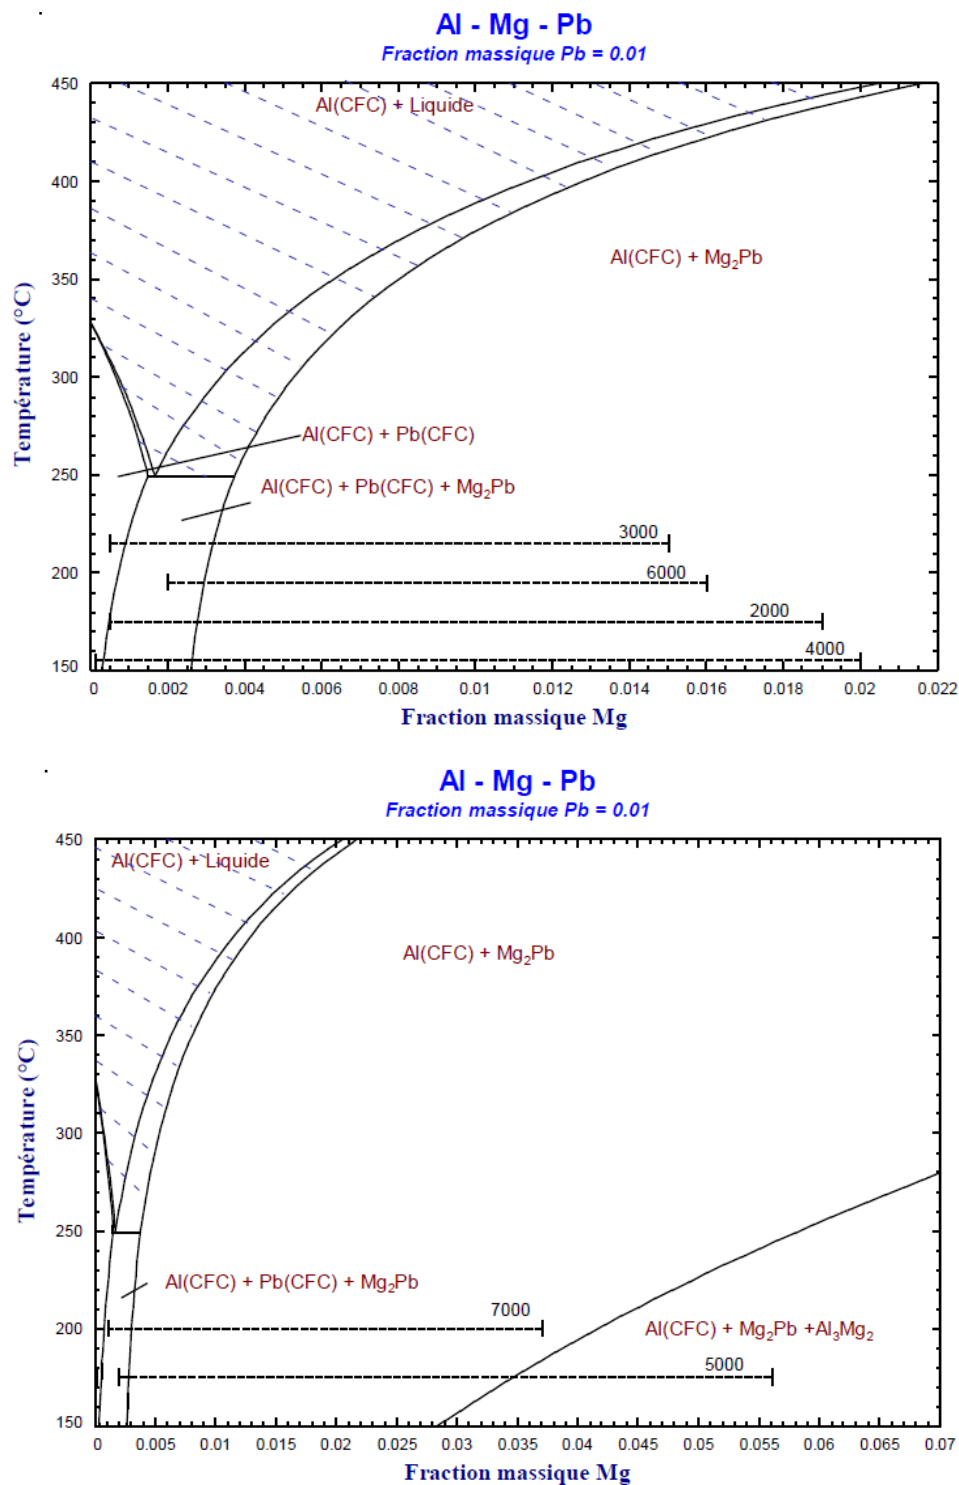 Al - Mg - Pb
Fraction massique Pb = 0.01
450
400
350
300
250
200
150
Température (°C)
Al(CFC) + Liquide
Al(CFC) + Mg₂Pb
Al(CFC) + Pb(CFC)
Al(CFC) + Pb(CFC) + Mg₂Pb
3000
6000
2000
4000
0 0.002 0.004 0.006 0.008 0.01 0.012 0.014 0.016 0.018 0.02 0.022
Fraction massique Mg
Al - Mg - Pb
Fraction massique Pb = 0.01
450
400
350
300
250
200
150
Température (°C)
Al(CFC) + Liquide
Al(CFC) + Mg₂Pb
Al(CFC) + Pb(CFC) + Mg₂Pb
7000
Al(CFC) + Mg₂Pb +Al₃Mg₂
5000
0 0.005 0.01 0.015 0.02 0.025 0.03 0.035 0.04 0.045 0.05 0.055 0.06 0.065 0.07
Fraction massique Mg